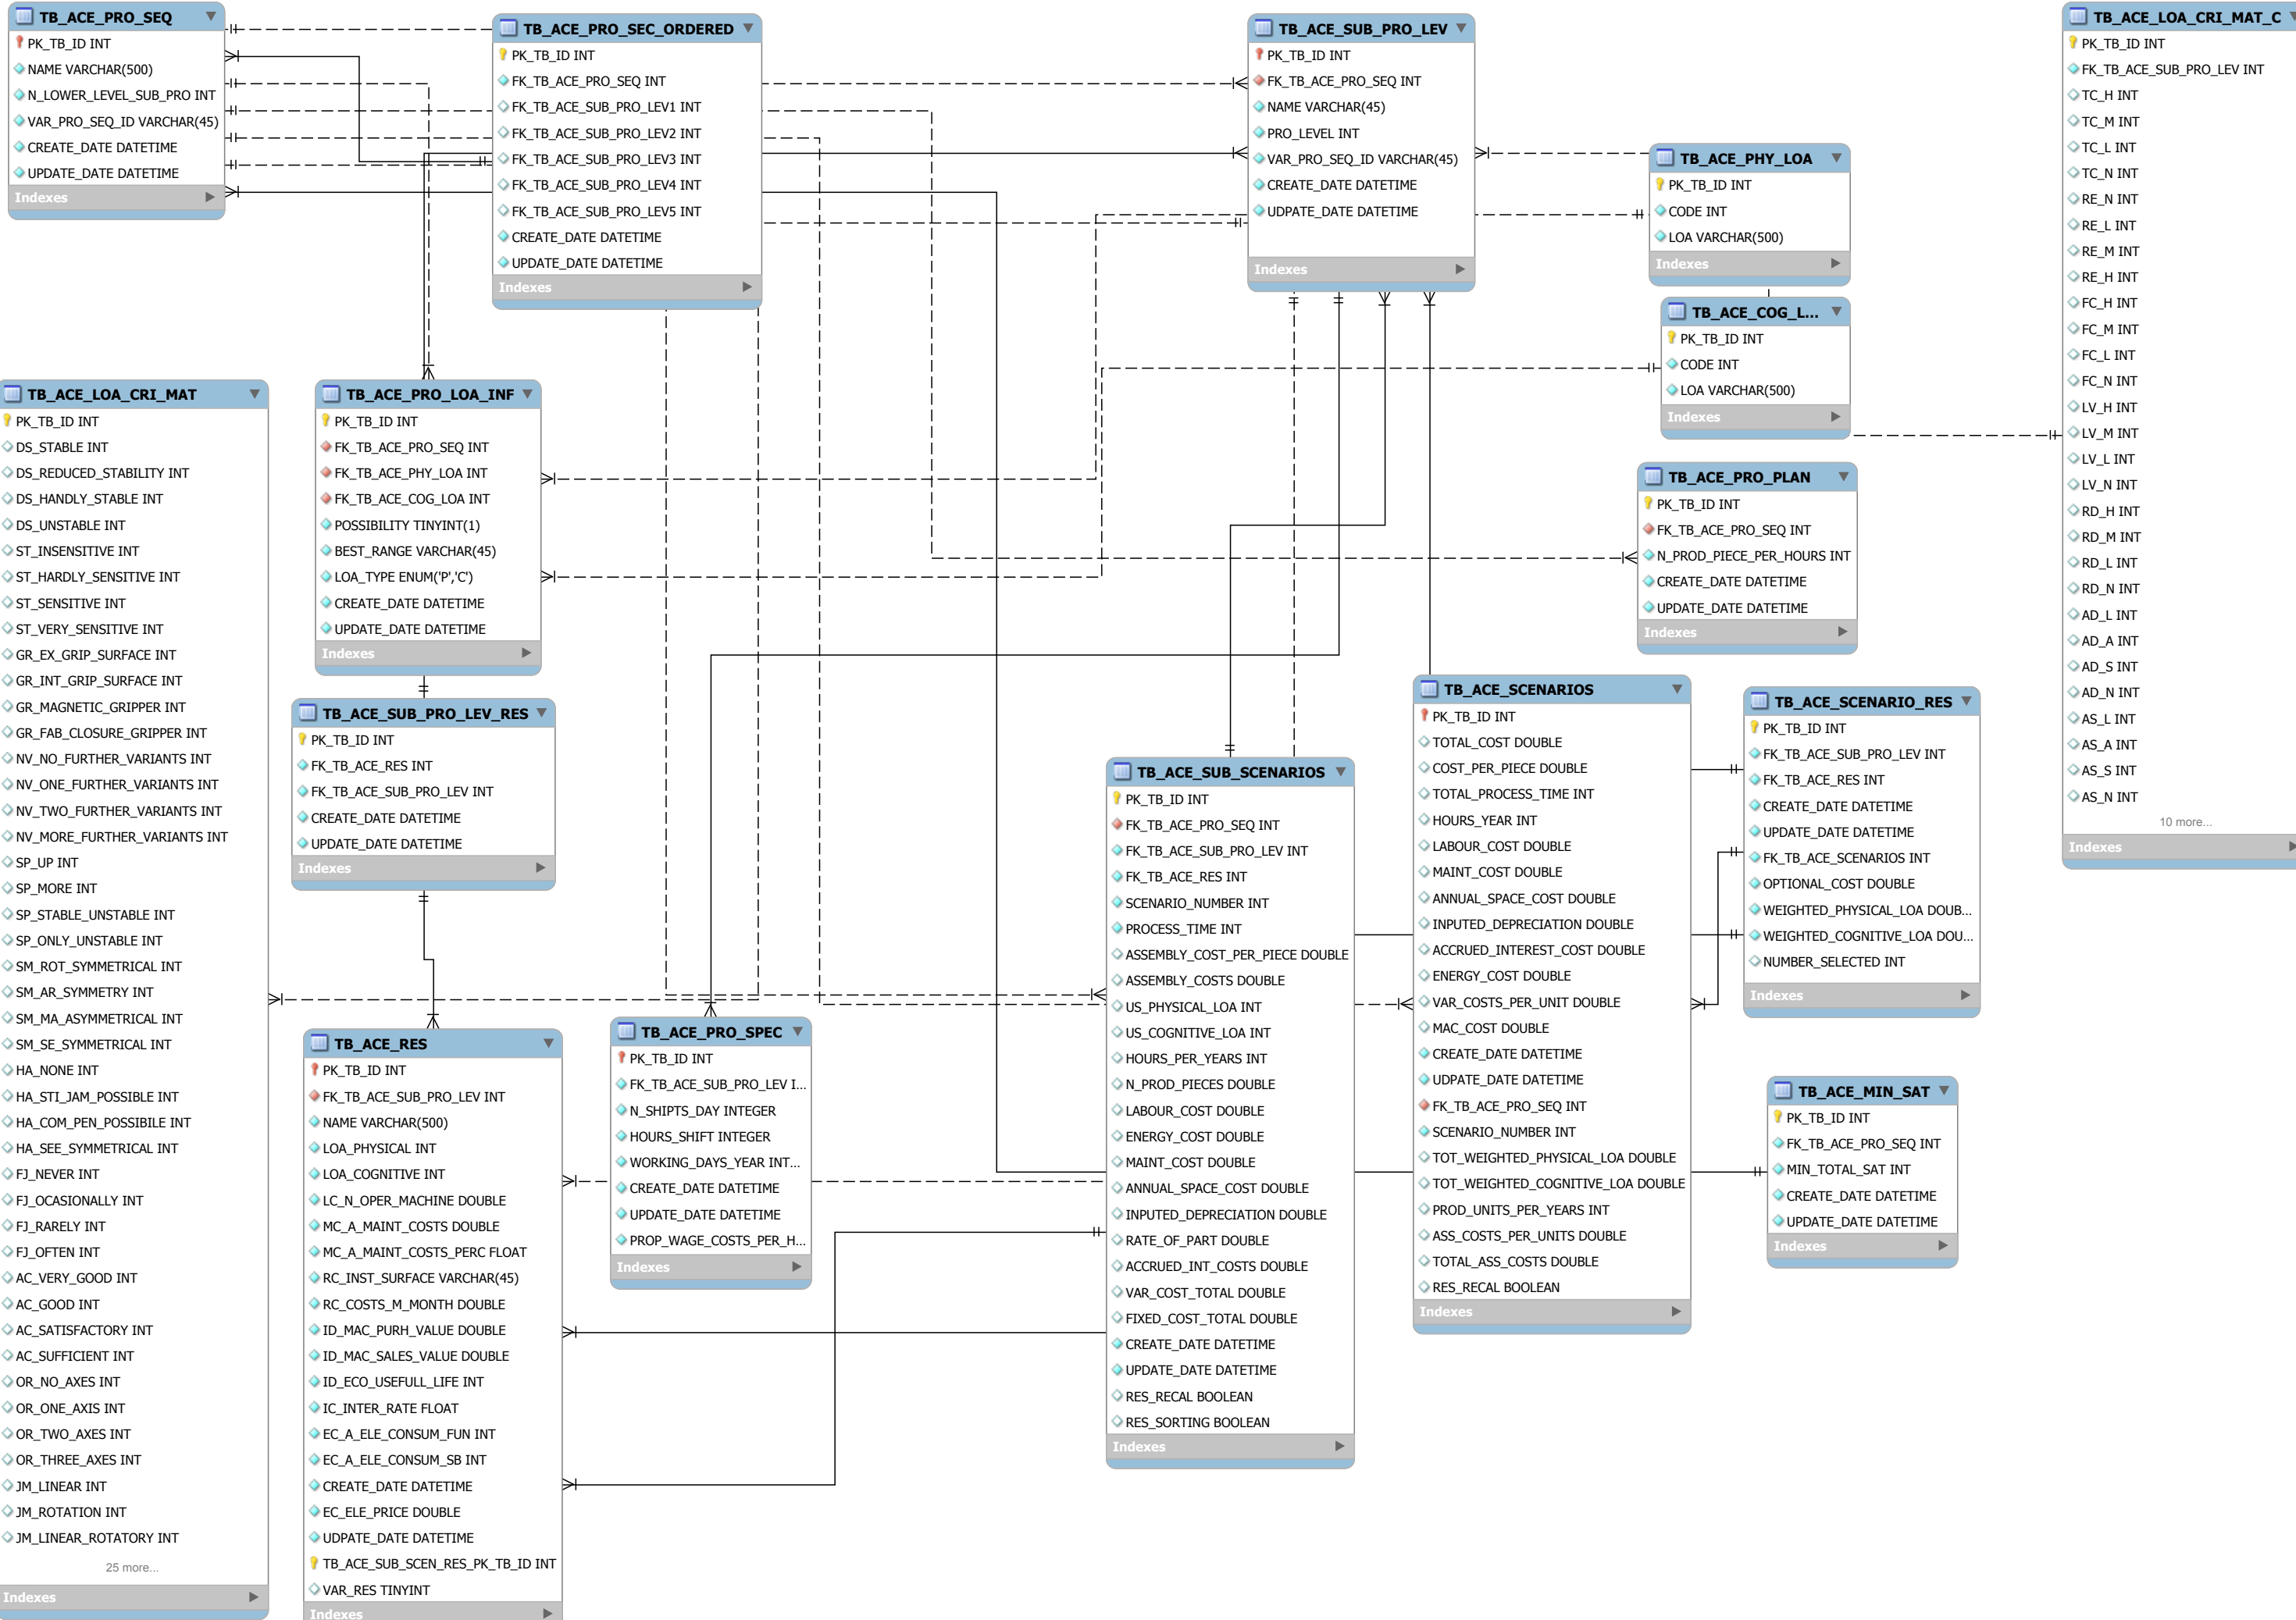 TB_ACE_PRO_SEQ
PK_TB_ID INT
NAME VARCHAR(500)
N_LOWER_LEVEL_SUB_PRO INT
VAR_PRO_SEQ_ID VARCHAR(45)
CREATE_DATE DATETIME
UPDATE_DATE DATETIME
Indexes
TB_ACE_PRO_SEC_ORDERED
PK_TB_ID INT
FK_TB_ACE_PRO_SEQ INT
FK_TB_ACE_SUB_PRO_LEV1 INT
FK_TB_ACE_SUB_PRO_LEV2 INT
FK_TB_ACE_SUB_PRO_LEV3 INT
FK_TB_ACE_SUB_PRO_LEV4 INT
FK_TB_ACE_SUB_PRO_LEV5 INT
CREATE_DATE DATETIME
UPDATE_DATE DATETIME
Indexes
TB_ACE_SUB_PRO_LEV
PK_TB_ID INT
FK_TB_ACE_PRO_SEQ INT
NAME VARCHAR(45)
PRO_LEVEL INT
VAR_PRO_SEQ_ID VARCHAR(45)
CREATE_DATE DATETIME
UDPATE_DATE DATETIME
Indexes
TB_ACE_PHY_LOA
PK_TB_ID INT
CODE INT
LOA VARCHAR(500)
Indexes
TB_ACE_COG_L...
PK_TB_ID INT
CODE INT
LOA VARCHAR(500)
Indexes
TB_ACE_LOA_CRI_MAT_C
PK_TB_ID INT
FK_TB_ACE_SUB_PRO_LEV INT
TC_H INT
TC_M INT
TC_L INT
TC_N INT
RE_N INT
RE_L INT
RE_M INT
RE_H INT
FC_H INT
FC_M INT
FC_L INT
FC_N INT
LV_H INT
LV_M INT
LV_L INT
LV_N INT
RD_H INT
RD_M INT
RD_L INT
RD_N INT
AD_L INT
AD_A INT
AD_S INT
AD_N INT
AS_L INT
AS_A INT
AS_S INT
AS_N INT
10 more...
Indexes
TB_ACE_LOA_CRI_MAT
PK_TB_ID INT
DS_STABLE INT
DS_REDUCED_STABILITY INT
DS_HANDLY_STABLE INT
DS_UNSTABLE INT
ST_INSENSITIVE INT
ST_HARDLY_SENSITIVE INT
ST_SENSITIVE INT
ST_VERY_SENSITIVE INT
GR_EX_GRIP_SURFACE INT
GR_INT_GRIP_SURFACE INT
GR_MAGNETIC_GRIPPER INT
GR_FAB_CLOSURE_GRIPPER INT
NV_NO_FURTHER_VARIANTS INT
NV_ONE_FURTHER_VARIANTS INT
NV_TWO_FURTHER_VARIANTS INT
NV_MORE_FURTHER_VARIANTS INT
SP_UP INT
SP_MORE INT
SP_STABLE_UNSTABLE INT
SP_ONLY_UNSTABLE INT
SM_ROT_SYMMETRICAL INT
SM_AR_SYMMETRY INT
SM_MA_ASYMMETRICAL INT
SM_SE_SYMMETRICAL INT
HA_NONE INT
HA_STI_JAM_POSSIBLE INT
HA_COM_PEN_POSSIBILE INT
HA_SEE_SYMMETRICAL INT
FJ_NEVER INT
FJ_OCASIONALLY INT
FJ_RARELY INT
FJ_OFTEN INT
AC_VERY_GOOD INT
AC_GOOD INT
AC_SATISFACTORY INT
AC_SUFFICIENT INT
OR_NO_AXES INT
OR_ONE_AXIS INT
OR_TWO_AXES INT
OR_THREE_AXES INT
JM_LINEAR INT
JM_ROTATION INT
JM_LINEAR_ROTATORY INT
25 more...
Indexes
TB_ACE_PRO_LOA_INF
PK_TB_ID INT
FK_TB_ACE_PRO_SEQ INT
FK_TB_ACE_PHY_LOA INT
FK_TB_ACE_COG_LOA INT
POSSIBILITY TINYINT(1)
BEST_RANGE VARCHAR(45)
LOA_TYPE ENUM('P','C')
CREATE_DATE DATETIME
UPDATE_DATE DATETIME
Indexes
TB_ACE_SUB_PRO_LEV_RES
PK_TB_ID INT
FK_TB_ACE_RES INT
FK_TB_ACE_SUB_PRO_LEV INT
CREATE_DATE DATETIME
UPDATE_DATE DATETIME
Indexes
TB_ACE_RES
PK_TB_ID INT
FK_TB_ACE_SUB_PRO_LEV INT
NAME VARCHAR(500)
LOA_PHYSICAL INT
LOA_COGNITIVE INT
LC_N_OPER_MACHINE DOUBLE
MC_A_MAINT_COSTS DOUBLE
MC_A_MAINT_COSTS_PERC FLOAT
RC_INST_SURFACE VARCHAR(45)
RC_COSTS_M_MONTH DOUBLE
ID_MAC_PURH_VALUE DOUBLE
ID_MAC_SALES_VALUE DOUBLE
ID_ECO_USEFULL_LIFE INT
IC_INTER_RATE FLOAT
EC_A_ELE_CONSUM_FUN INT
EC_A_ELE_CONSUM_SB INT
CREATE_DATE DATETIME
EC_ELE_PRICE DOUBLE
UDPATE_DATE DATETIME
TB_ACE_SUB_SCEN_RES_PK_TB_ID INT
VAR_RES TINYINT
Indexes
TB_ACE_PRO_SPEC
PK_TB_ID INT
FK_TB_ACE_SUB_PRO_LEV I...
N_SHIPTS_DAY INTEGER
HOURS_SHIFT INTEGER
WORKING_DAYS_YEAR INT...
CREATE_DATE DATETIME
UPDATE_DATE DATETIME
PROP_WAGE_COSTS_PER_H...
Indexes
TB_ACE_SUB_SCENARIOS
PK_TB_ID INT
FK_TB_ACE_PRO_SEQ INT
FK_TB_ACE_SUB_PRO_LEV INT
FK_TB_ACE_RES INT
SCENARIO_NUMBER INT
PROCESS_TIME INT
ASSEMBLY_COST_PER_PIECE DOUBLE
ASSEMBLY_COSTS DOUBLE
US_PHYSICAL_LOA INT
US_COGNITIVE_LOA INT
HOURS_PER_YEARS INT
N_PROD_PIECES DOUBLE
LABOUR_COST DOUBLE
ENERGY_COST DOUBLE
MAINT_COST DOUBLE
ANNUAL_SPACE_COST DOUBLE
INPUTED_DEPRECIATION DOUBLE
RATE_OF_PART DOUBLE
ACCRUED_INT_COSTS DOUBLE
VAR_COST_TOTAL DOUBLE
FIXED_COST_TOTAL DOUBLE
CREATE_DATE DATETIME
UPDATE_DATE DATETIME
RES_RECAL BOOLEAN
RES_SORTING BOOLEAN
Indexes
TB_ACE_PRO_PLAN
PK_TB_ID INT
FK_TB_ACE_PRO_SEQ INT
N_PROD_PIECE_PER_HOURS INT
CREATE_DATE DATETIME
UPDATE_DATE DATETIME
Indexes
TB_ACE_SCENARIOS
PK_TB_ID INT
TOTAL_COST DOUBLE
COST_PER_PIECE DOUBLE
TOTAL_PROCESS_TIME INT
HOURS_YEAR INT
LABOUR_COST DOUBLE
MAINT_COST DOUBLE
ANNUAL_SPACE_COST DOUBLE
INPUTED_DEPRECIATION DOUBLE
ACCRUED_INTEREST_COST DOUBLE
ENERGY_COST DOUBLE
VAR_COSTS_PER_UNIT DOUBLE
MAC_COST DOUBLE
CREATE_DATE DATETIME
UDPATE_DATE DATETIME
FK_TB_ACE_PRO_SEQ INT
SCENARIO_NUMBER INT
TOT_WEIGHTED_PHYSICAL_LOA DOUBLE
TOT_WEIGHTED_COGNITIVE_LOA DOUBLE
PROD_UNITS_PER_YEARS INT
ASS_COSTS_PER_UNITS DOUBLE
TOTAL_ASS_COSTS DOUBLE
RES_RECAL BOOLEAN
Indexes
TB_ACE_SCENARIO_RES
PK_TB_ID INT
FK_TB_ACE_SUB_PRO_LEV INT
FK_TB_ACE_RES INT
CREATE_DATE DATETIME
UPDATE_DATE DATETIME
FK_TB_ACE_SCENARIOS INT
OPTIONAL_COST DOUBLE
WEIGHTED_PHYSICAL_LOA DOUB...
WEIGHTED_COGNITIVE_LOA DOU...
NUMBER_SELECTED INT
Indexes
TB_ACE_MIN_SAT
PK_TB_ID INT
FK_TB_ACE_PRO_SEQ INT
MIN_TOTAL_SAT INT
CREATE_DATE DATETIME
UPDATE_DATE DATETIME
Indexes